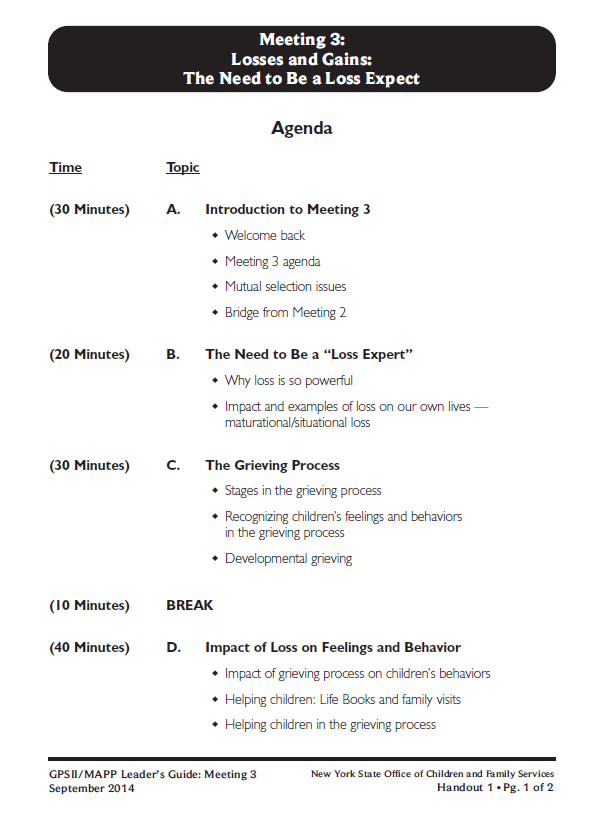 Meeting 3:
Losses and Gains:
The Need to Be a Loss Expect
Agenda
Time Topic
(30 Minutes) A. Introduction to Meeting 3
◆ Welcome back
◆ Meeting 3 agenda
◆ Mutual selection issues
◆ Bridge from Meeting 2
(20 Minutes) B. The Need to Be a “Loss Expert”
◆ Why loss is so powerful
◆ Impact and examples of loss on our own lives —
maturational/situational loss
(30 Minutes) C. The Grieving Process
◆ Stages in the grieving process
◆ Recognizing children’s feelings and behaviors
in the grieving process
◆ Developmental grieving
(10 Minutes) BREAK
(40 Minutes) D. Impact of Loss on Feelings and Behavior
◆ Impact of grieving process on children’s behaviors
◆ Helping children: Life Books and family visits
◆ Helping children in the grieving process
GPSII/MAPP Leader’s Guide: Meeting 3 New York State Office of Children and Family Services
September 2014 Handout 1 • Pg. 1 of 2